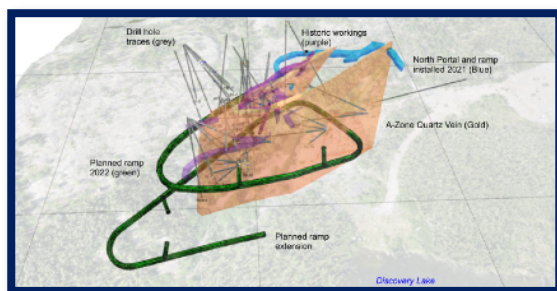 Drill hole
traces (grey)
Historic workings
(purple)
North Portal and ramp
installed 2021 (Blue)
A-Zone Quartz Vein (Gold)
Planned ramp
2022 (green)
Planned ramp
extension
Discovery Lake